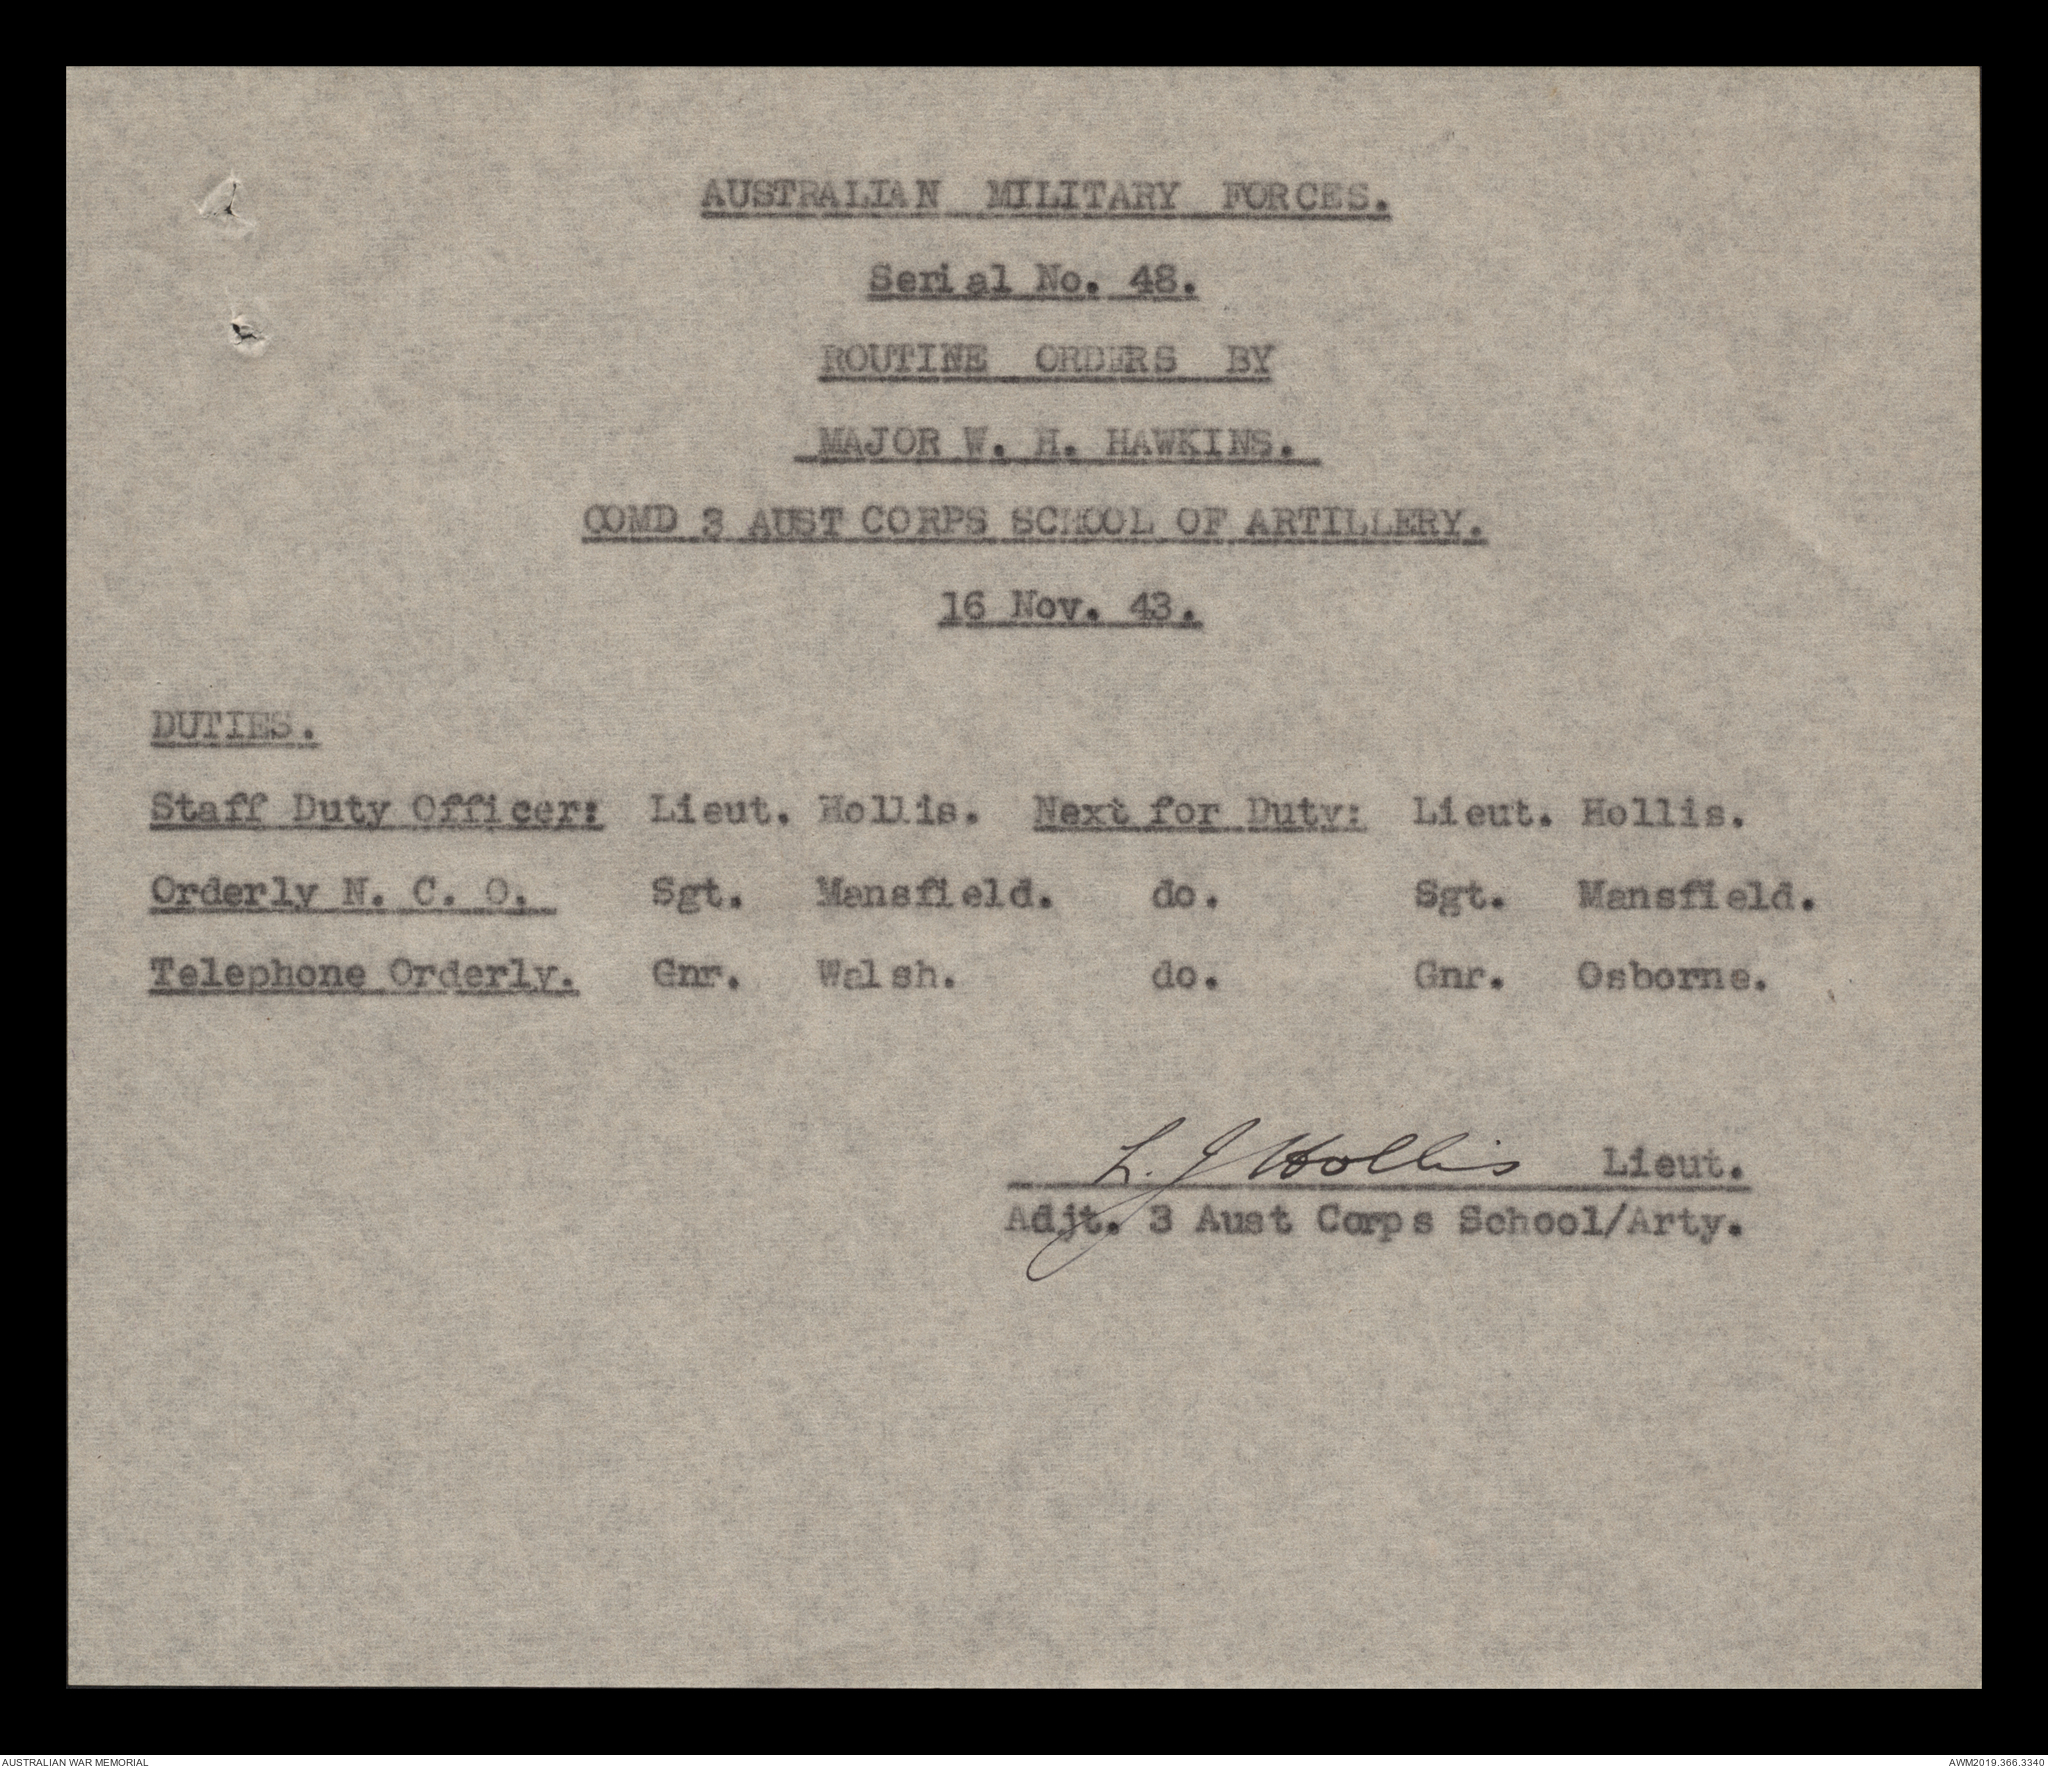 AUSTRALIAN MILITARY FORCES.
Serial No. 48.
ROUTINE ORDERS BY
MAJOR W. H. HAWKINS.
COMD 3 AUST CORPS SCHOOL OF ARTILLERY.
16 Nov. 43.
DUTIES.
Staff Duty Officer: Lieut. Hollis. Next for Duty: Lieut. Hollis.
Orderly N. C. O. Sgt. Mansfield. do. Sgt. Mansfield.
Telephone Orderly. Gnr. Walsh. do. Gnr. Osborne.
L. J Hollis Lieut.
Adjt. 3 Aust Corps School/Arty.
AUSTRALIAN WAR MEMORIAL AWM2019.366.3340